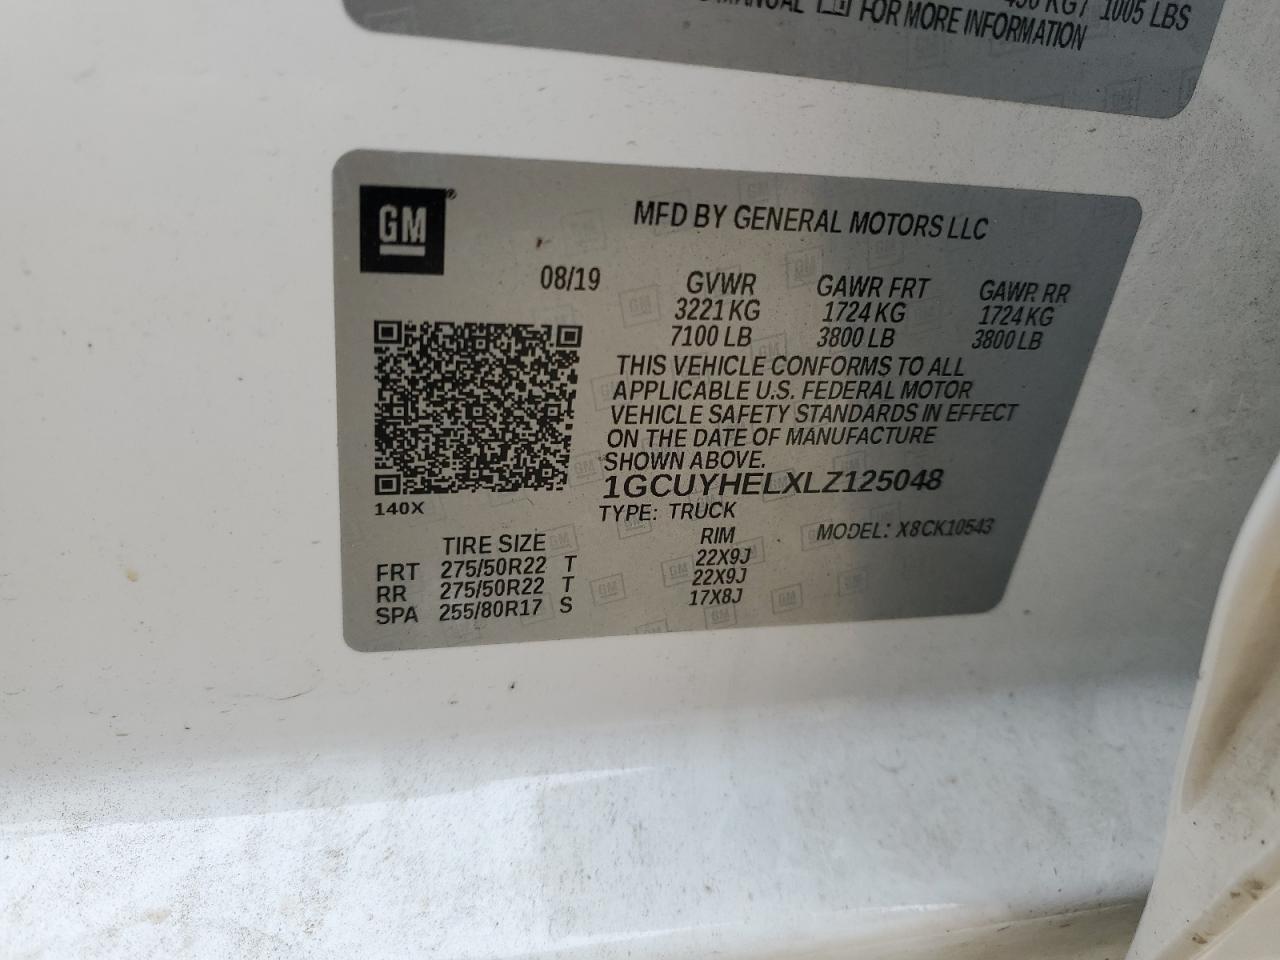 MANUAL FOR MORE INFORMATION
1005 LBS
GM
MFD BY GENERAL MOTORS LLC
08/19
GVWR GAWR FRT GAWR RR
3221 KG 1724 KG 1724 KG
7100 LB 3800 LB 3800 LB
THIS VEHICLE CONFORMS TO ALL
APPLICABLE U.S. FEDERAL MOTOR
VEHICLE SAFETY STANDARDS IN EFFECT
ON THE DATE OF MANUFACTURE
SHOWN ABOVE.
1GCUYHELXLZ125048
140X
TYPE: TRUCK
MODEL: X8CK10543
TIRE SIZE RIM
FRT 275/50R22 T 22X9J
RR 275/50R22 T 22X9J
SPA 255/80R17 S 17X8J